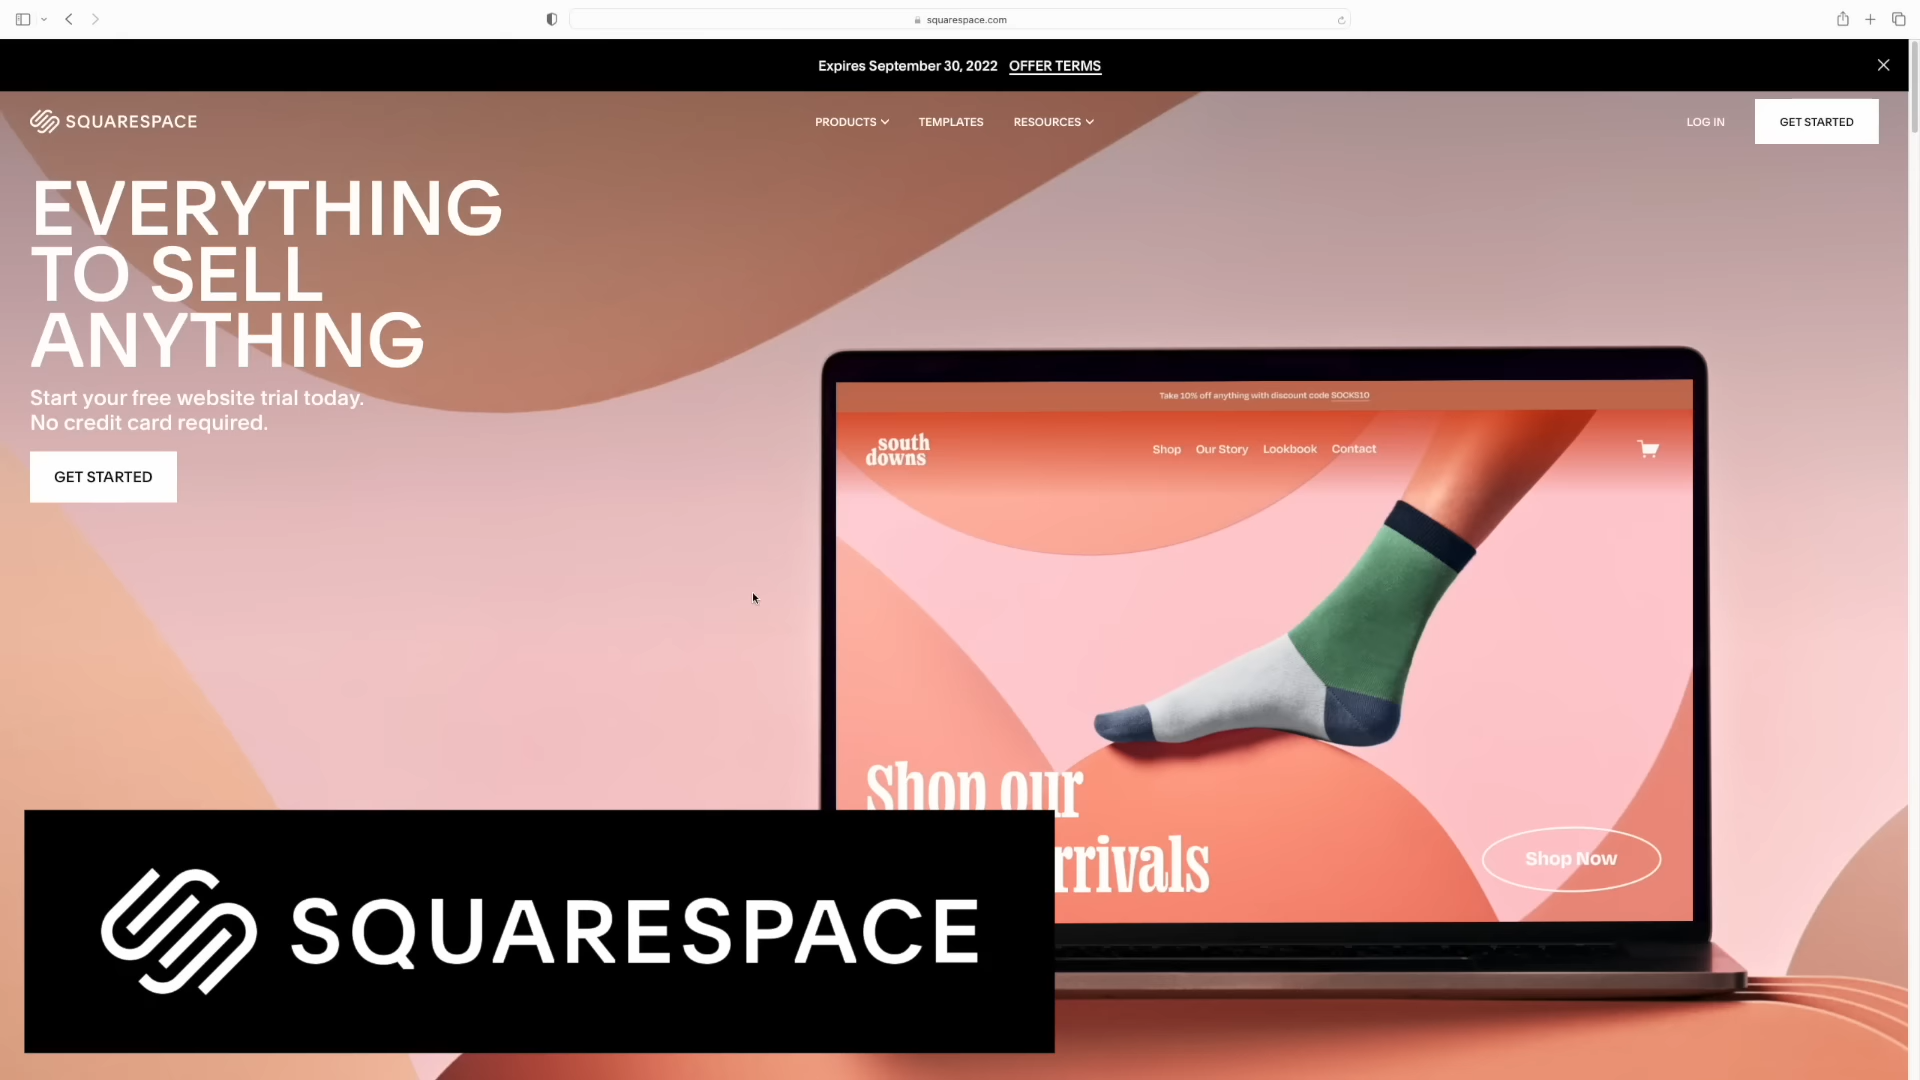 squarespace.com
Expires September 30, 2022 OFFER TERMS
SQUARESPACE
PRODUCTS
TEMPLATES
RESOURCES
LOG IN
GET STARTED
EVERYTHING
TO SELL
ANYTHING
Start your free website trial today.
No credit card required.
GET STARTED
Take 10% off anything with discount code SOCKS10
south
downs
Shop Our Story Lookbook Contact
Shop our
rrivals
Shop Now
SQUARESPACE